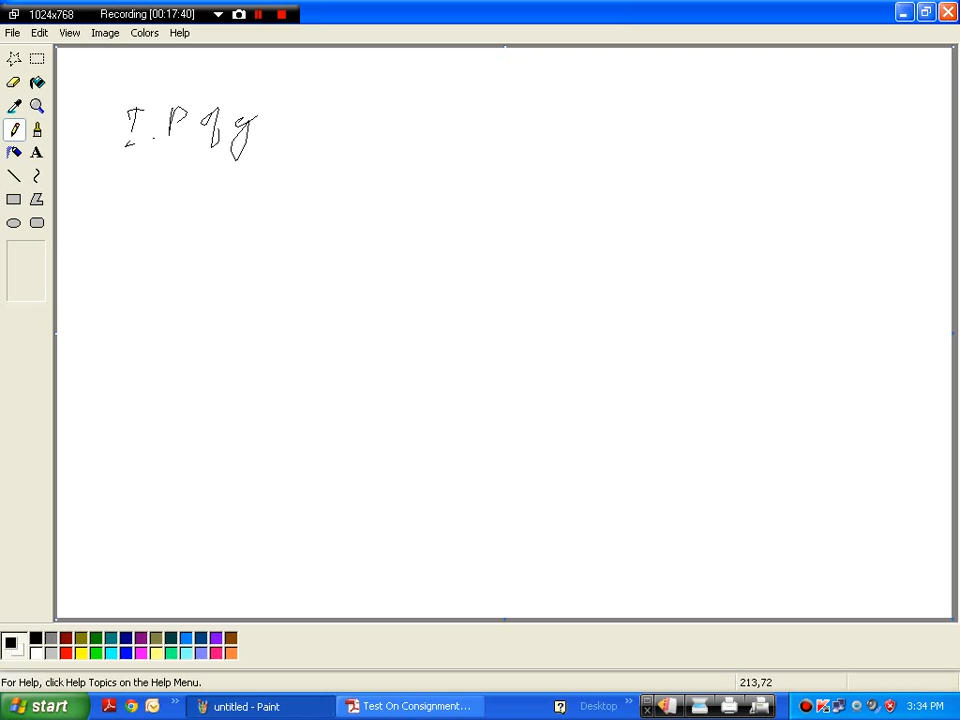 1024x768 Recording [00:17:40]
File Edit View Image Colors Help
I. P q y
A
For Help, click Help Topics on the Help Menu. 213,72
start untitled - Paint Test On Consignment... Desktop » 3:34 PM